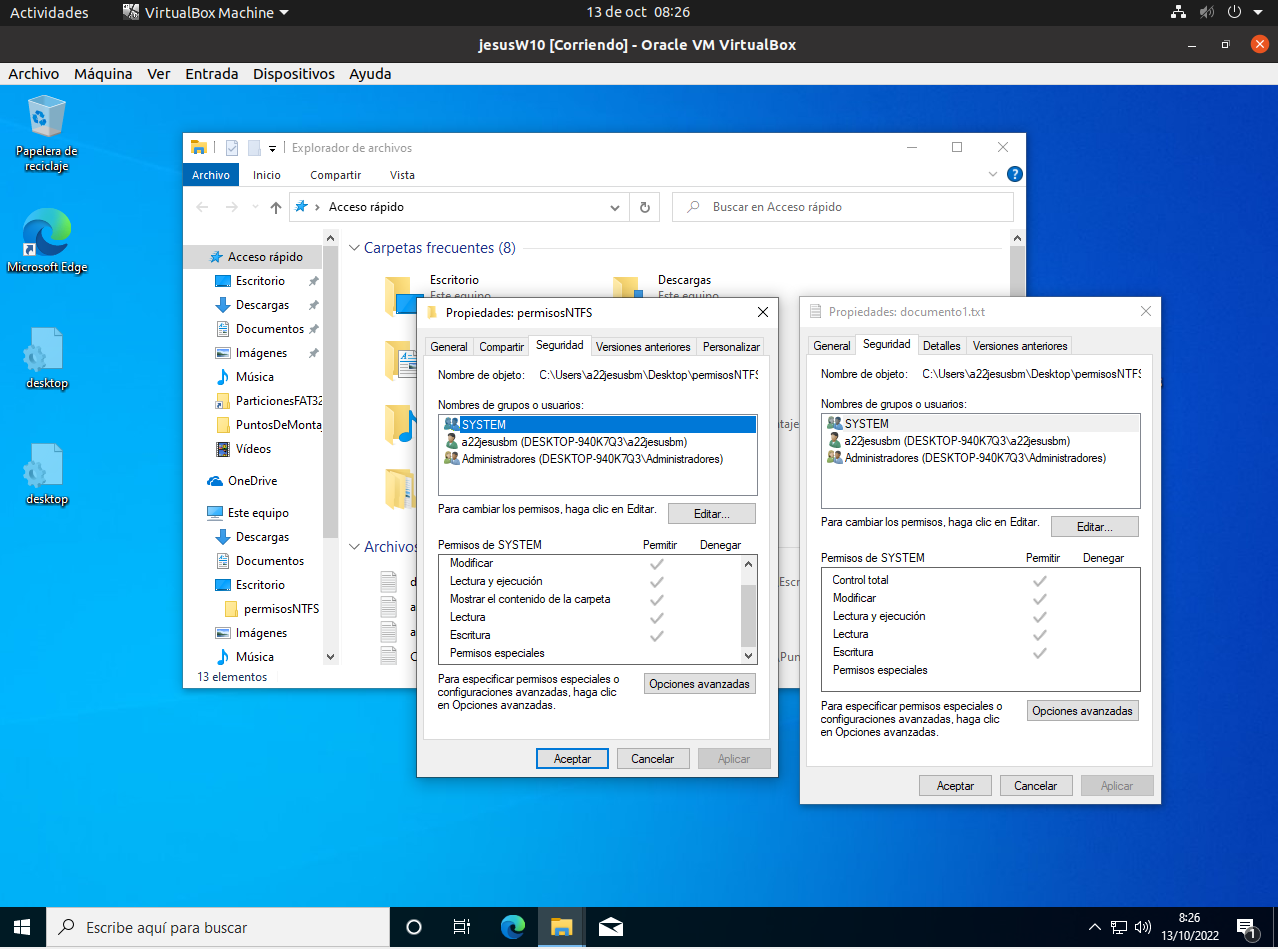 Actividades
VirtualBox Machine
13 de oct 08:26
jesusW10 [Corriendo] - Oracle VM VirtualBox
Archivo Máquina Ver Entrada Dispositivos Ayuda
Papelera de
reciclaje
Microsoft Edge
desktop
desktop
Explorador de archivos
Archivo Inicio Compartir Vista
Acceso rápido
Buscar en Acceso rápido
Acceso rápido
Escritorio
Descargas
Documentos
Imágenes
Música
ParticionesFAT32
PuntosDeMontaj
Vídeos
OneDrive
Este equipo
Descargas
Documentos
Escritorio
permisosNTFS
Imágenes
Música
13 elementos
Carpetas frecuentes (8)
Escritorio
Este equipo
Descargas
Este equipo
Archivos
Propiedades: permisosNTFS
General Compartir Seguridad Versiones anteriores Personalizar
Nombre de objeto: C:\Users\a22jesusbm\Desktop\permisosNTFS
Nombres de grupos o usuarios:
SYSTEM
a22jesusbm (DESKTOP-940K7Q3\a22jesusbm)
Administradores (DESKTOP-940K7Q3\Administradores)
Para cambiar los permisos, haga clic en Editar.
Editar...
Permisos de SYSTEM Permitir Denegar
Modificar
Lectura y ejecución
Mostrar el contenido de la carpeta
Lectura
Escritura
Permisos especiales
Para especificar permisos especiales o
configuraciones avanzadas, haga clic
en Opciones avanzadas.
Opciones avanzadas
Aceptar Cancelar Aplicar
Propiedades: documento1.txt
General Seguridad Detalles Versiones anteriores
Nombre de objeto: C:\Users\a22jesusbm\Desktop\permisosNTFS
Nombres de grupos o usuarios:
SYSTEM
a22jesusbm (DESKTOP-940K7Q3\a22jesusbm)
Administradores (DESKTOP-940K7Q3\Administradores)
Para cambiar los permisos, haga clic en Editar.
Editar...
Permisos de SYSTEM Permitir Denegar
Control total
Modificar
Lectura y ejecución
Lectura
Escritura
Permisos especiales
Para especificar permisos especiales o
configuraciones avanzadas, haga clic
en Opciones avanzadas.
Opciones avanzadas
Aceptar Cancelar Aplicar
Escribe aquí para buscar
8:26
13/10/2022
1